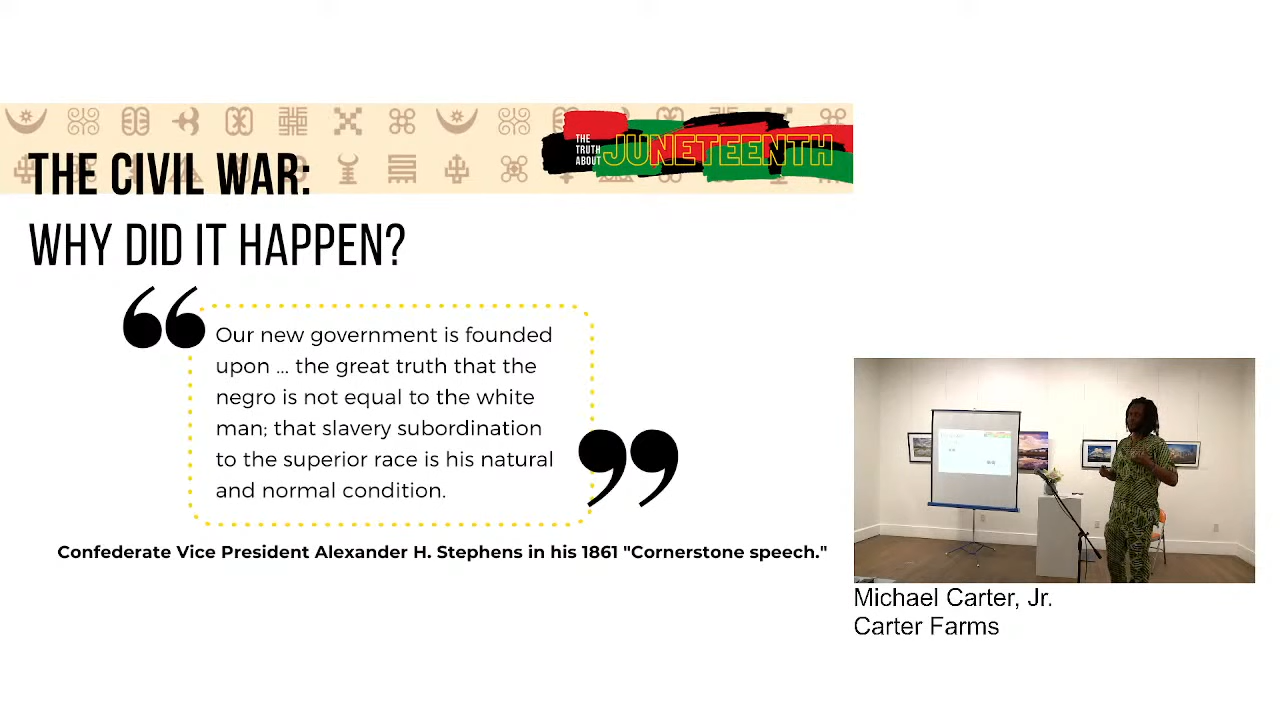 THE
TRUTH
ABOUT
JUNETEENTH
THE CIVIL WAR:
WHY DID IT HAPPEN?
“
Our new government is founded
upon ... the great truth that the
negro is not equal to the white
man; that slavery subordination
to the superior race is his natural
and normal condition.
”
Confederate Vice President Alexander H. Stephens in his 1861 "Cornerstone speech."
Michael Carter, Jr.
Carter Farms